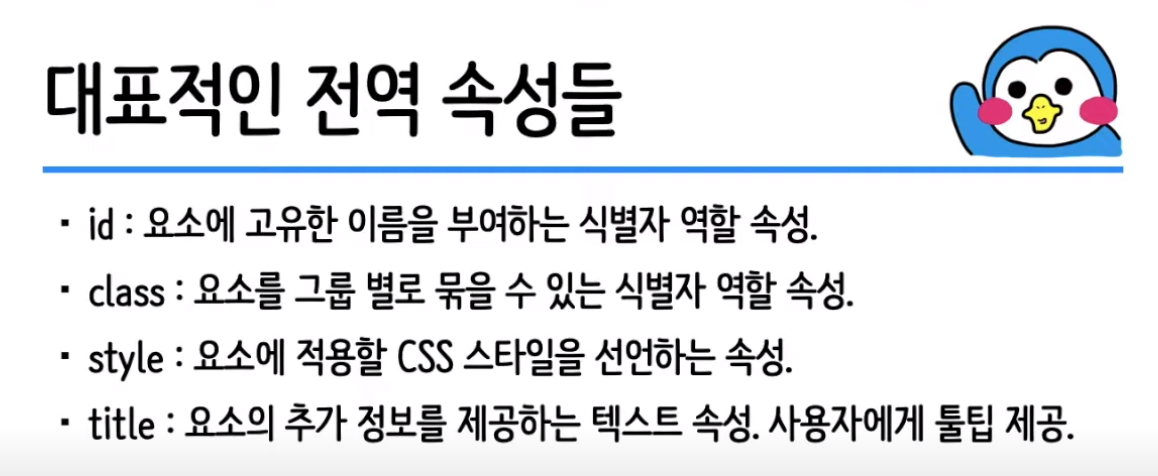 대표적인 전역 속성들
▪ id : 요소에 고유한 이름을 부여하는 식별자 역할 속성.
▪ class : 요소를 그룹 별로 묶을 수 있는 식별자 역할 속성.
▪ style : 요소에 적용할 CSS 스타일을 선언하는 속성.
▪ title : 요소의 추가 정보를 제공하는 텍스트 속성. 사용자에게 툴팁 제공.